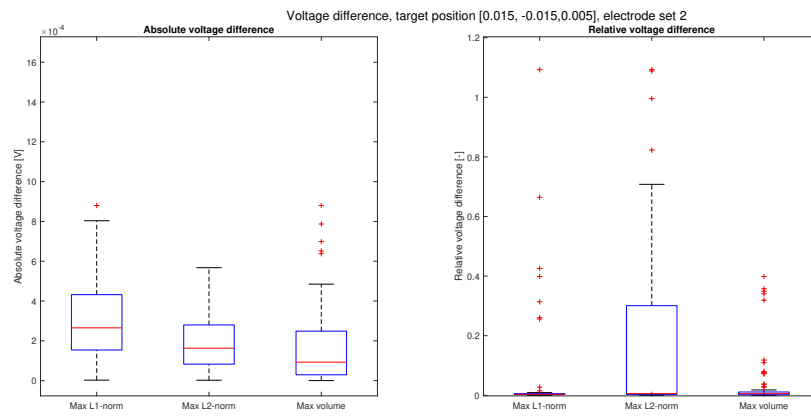 Voltage difference, target position [0.015, -0.015,0.005], electrode set 2
Absolute voltage difference
×10⁻⁴
16
14
12
10
8
6
4
2
0
Absolute voltage difference [V]
Max L1-norm Max L2-norm Max volume
Relative voltage difference
1.2
1
0.8
0.6
0.4
0.2
0
Relative voltage difference [-]
Max L1-norm Max L2-norm Max volume